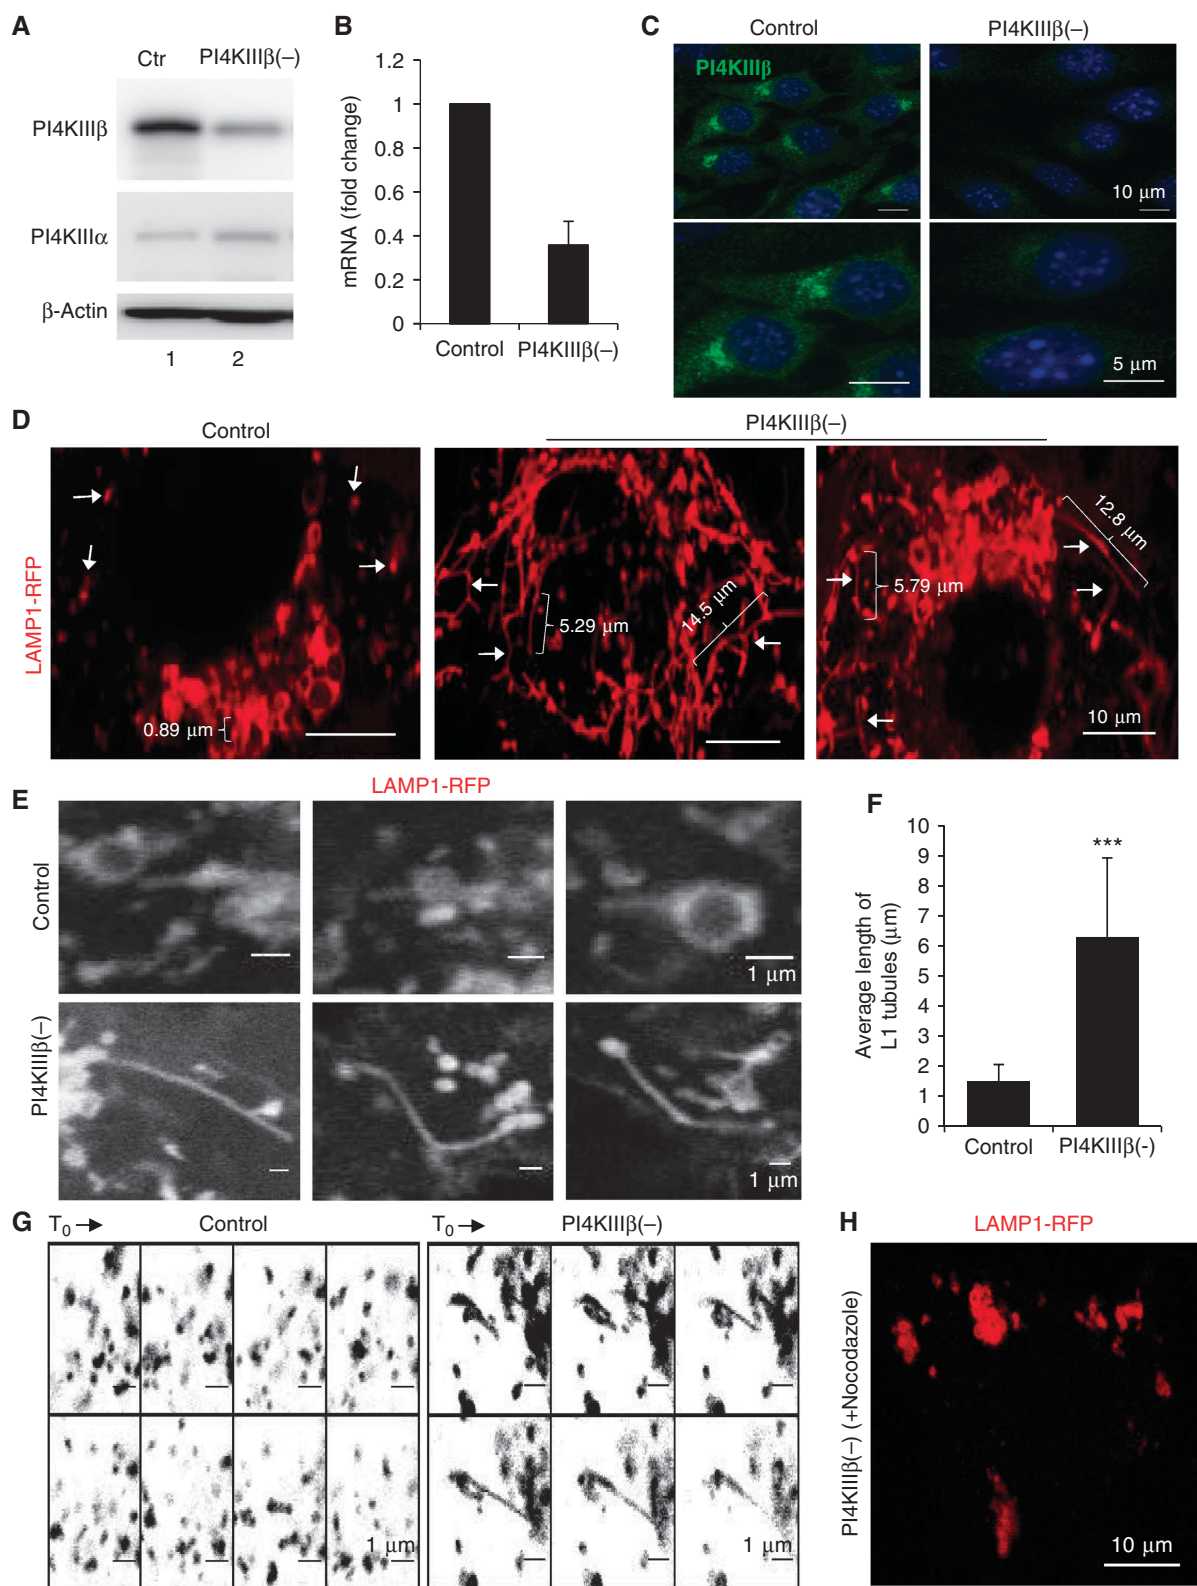 A
Ctr PI4KIIIβ(–)
PI4KIIIβ
PI4KIIIα
β-Actin
1 2
B
mRNA (fold change)
1.2
1
0.8
0.6
0.4
0.2
0
Control PI4KIIIβ(–)
C
Control PI4KIIIβ(–)
PI4KIIIβ
10 μm
5 μm
D
Control
PI4KIIIβ(–)
LAMP1-RFP
0.89 μm
5.29 μm
14.5 μm
5.79 μm
12.8 μm
10 μm
E
LAMP1-RFP
Control
1 μm
PI4KIIIβ(–)
1 μm
F
Average length of
L1 tubules (μm)
10
9
8
7
6
5
4
3
2
1
0
***
Control PI4KIIIβ(-)
G
T0 Control
1 μm
T0 PI4KIIIβ(–)
1 μm
H
LAMP1-RFP
PI4KIIIβ(–) (+Nocodazole)
10 μm